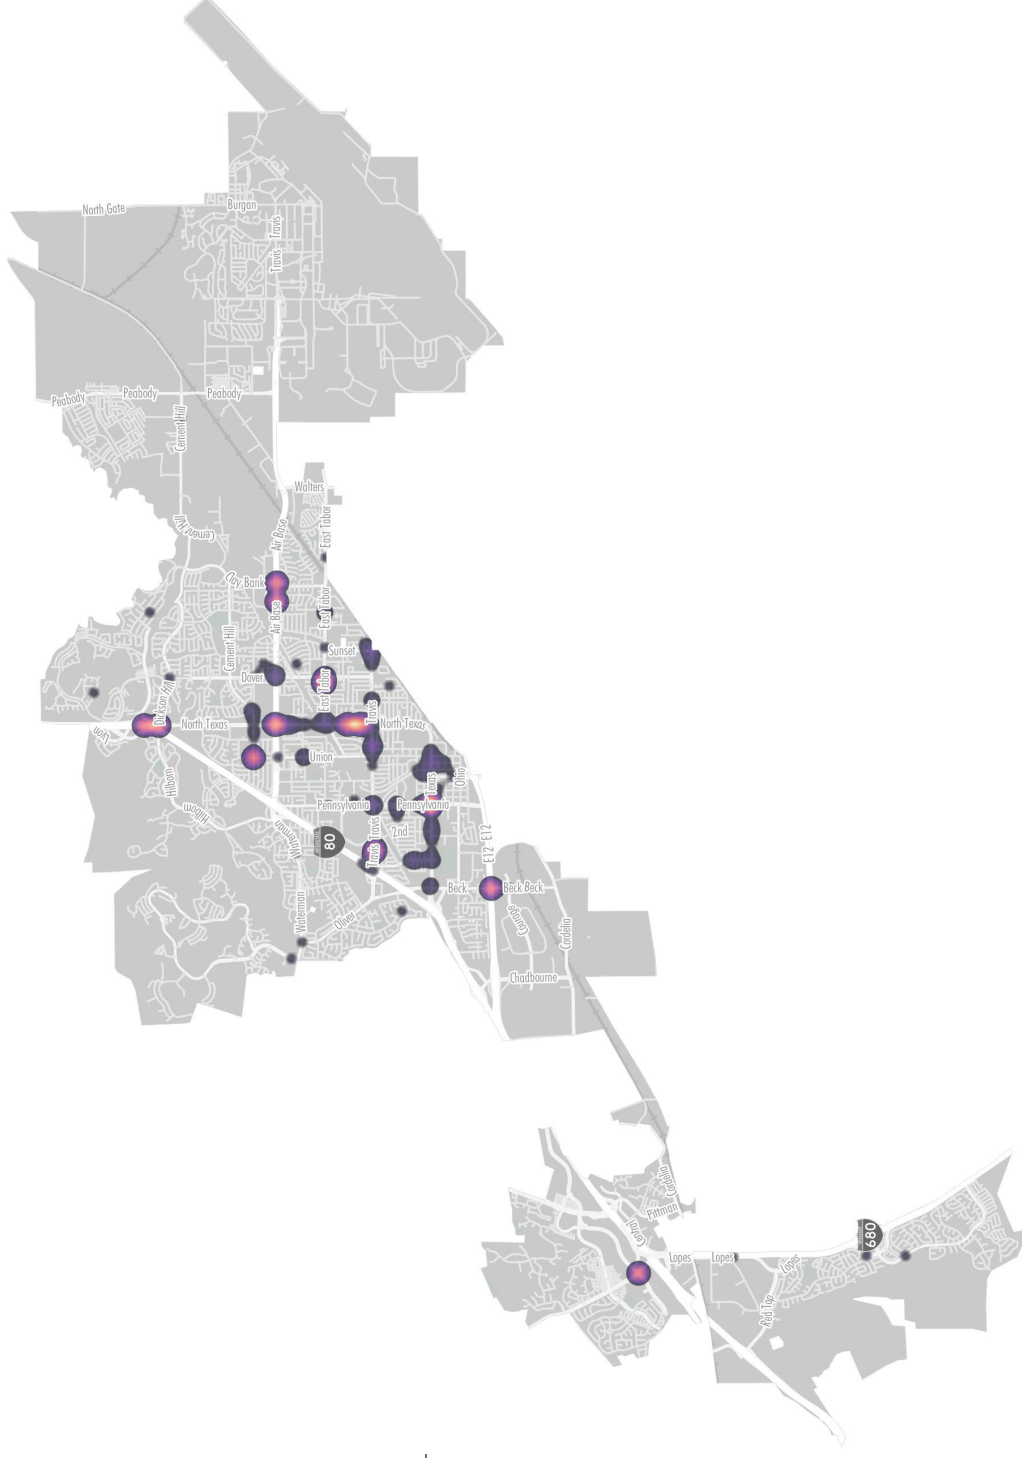 North Gate
Burgan
Travis
Travis
Peabody
Peabody
Peabody
Cement Hill
Walters
East Tabor
Air Base
Cement Hill
Clay Bank
East Tabor
Air Base
Cement Hill
Sunset
Dover
East Tabor
Dickson Hill
Travis
North Texas
North Texas
Lyon
Union
Texas
Ohio
Hilborn
Hilborn
Pennsylvania
Pennsylvania
Travis
2nd
Waterman
Waterman
80
Travis
E12
E12
Beck
Beck
Beck
Waterman
Oliver
Courage
Cordelia
Chadbourne
Cordelia
Pittman
Central
680
Lopes
Lopes
Lopes
Red Top